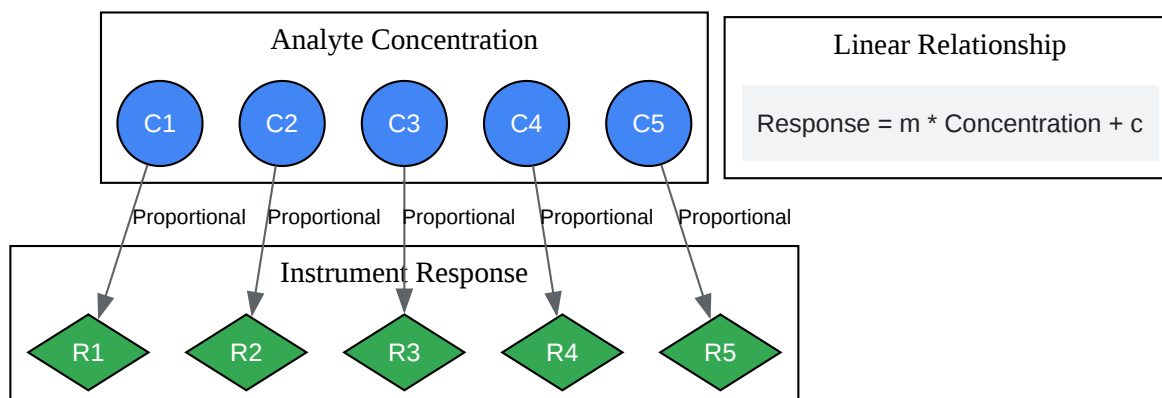 Analyte Concentration
Linear Relationship
C1 C2 C3 C4 C5
Response = m * Concentration + c
Proportional Proportional Proportional Proportional Proportional
Instrument Response
R1 R2 R3 R4 R5